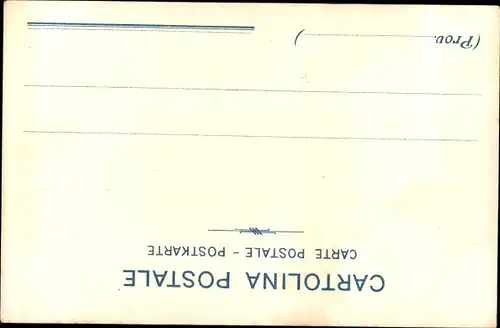 CARTOLINA POSTALE
CARTE POSTALE - POSTKARTE
(Prov. )